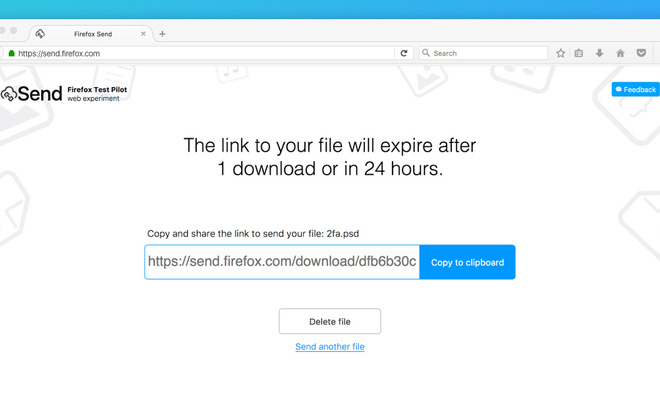 Firefox Send
https://send.firefox.com
Search
Send
Firefox Test Pilot
web experiment
Feedback
The link to your file will expire after
1 download or in 24 hours.
Copy and share the link to send your file: 2fa.psd
https://send.firefox.com/download/dfb6b30c
Copy to clipboard
Delete file
Send another file